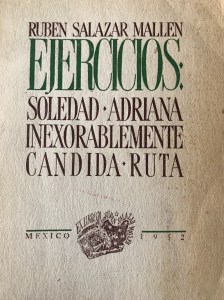 RUBEN SALAZAR MALLEN
EJERCICIOS:
SOLEDAD · ADRIANA
INEXORABLEMENTE
CANDIDA · RUTA
MEXICO 1952